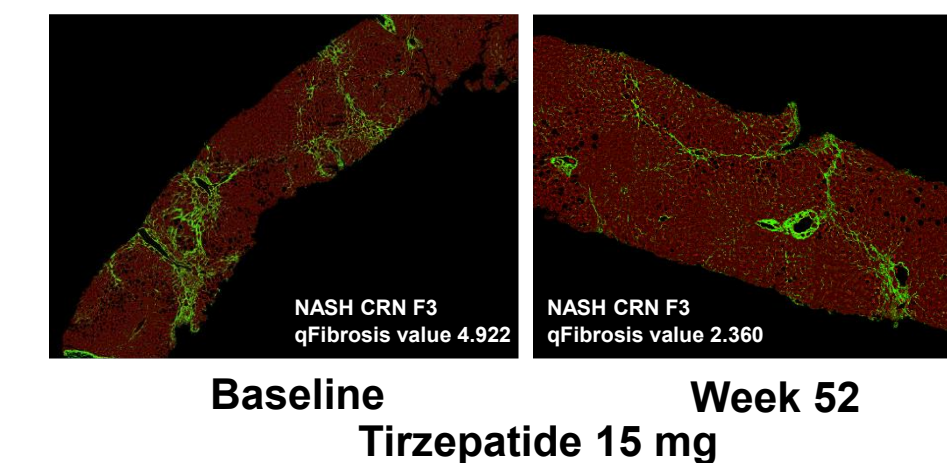 NASH CRN F3
qFibrosis value 4.922
NASH CRN F3
qFibrosis value 2.360
Baseline
Week 52
Tirzepatide 15 mg